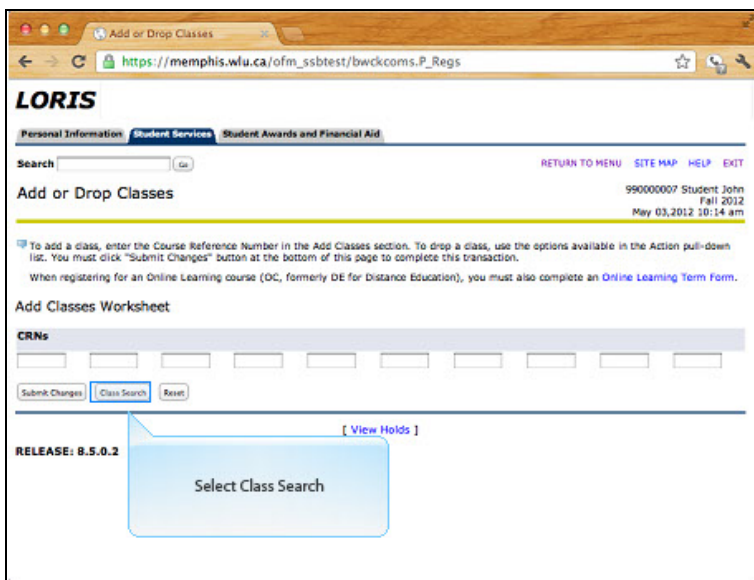 Add or Drop Classes
https://memphis.wlu.ca/ofm_ssbtest/bwckcoms.P_Regs
LORIS
Personal Information Student Services Student Awards and Financial Aid
Search Go RETURN TO MENU SITE MAP HELP EXIT
Add or Drop Classes
990000007 Student John
Fall 2012
May 03,2012 10:14 am
To add a class, enter the Course Reference Number in the Add Classes section. To drop a class, use the options available in the Action pull-down
list. You must click "Submit Changes" button at the bottom of this page to complete this transaction.
When registering for an Online Learning course (OC, formerly DE for Distance Education), you must also complete an Online Learning Term Form.
Add Classes Worksheet
CRNs
Submit Changes Class Search Reset
[ View Holds ]
RELEASE: 8.5.0.2
Select Class Search